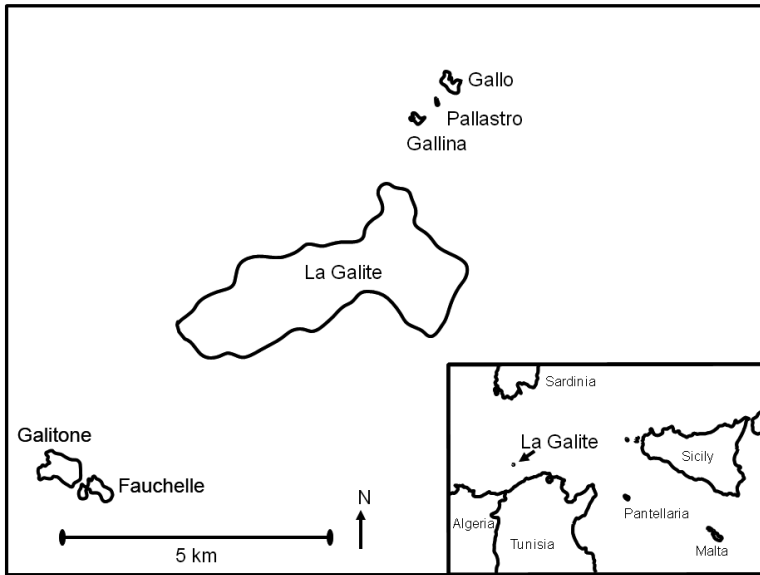 Gallo
Pallastro
Gallina
La Galite
Galitone
Fauchelle
N
5 km
Sardinia
La Galite
Sicily
Pantellaria
Algeria
Tunisia
Malta